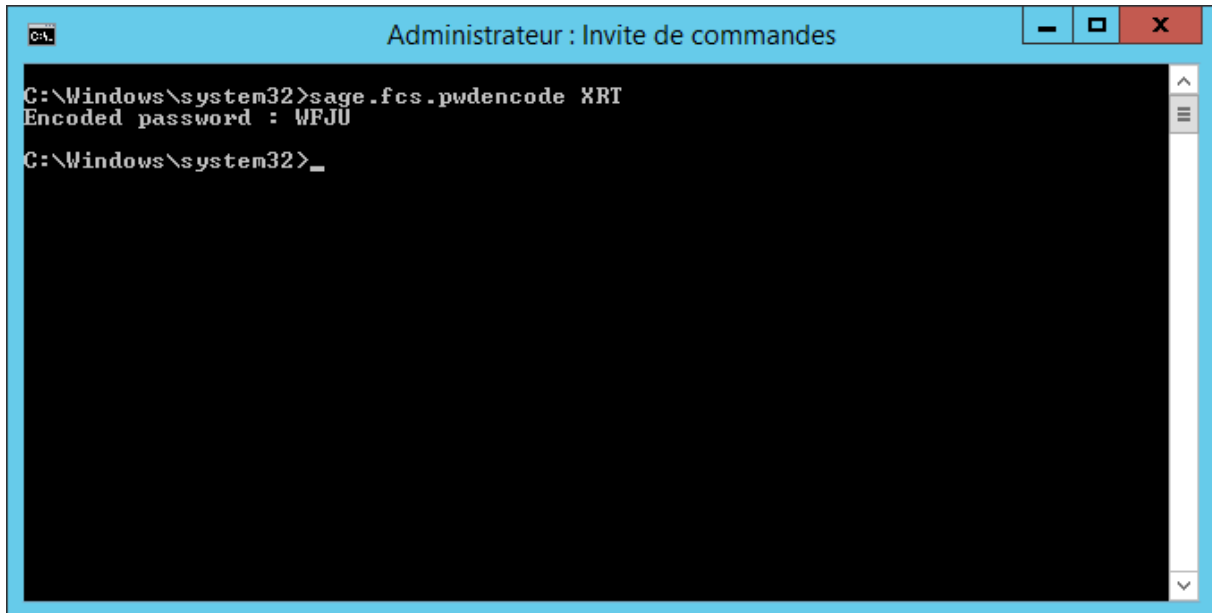 Administrateur : Invite de commandes
C:\Windows\system32>sage.fcs.pwdencode XRT
Encoded password : WFJU
C:\Windows\system32>_